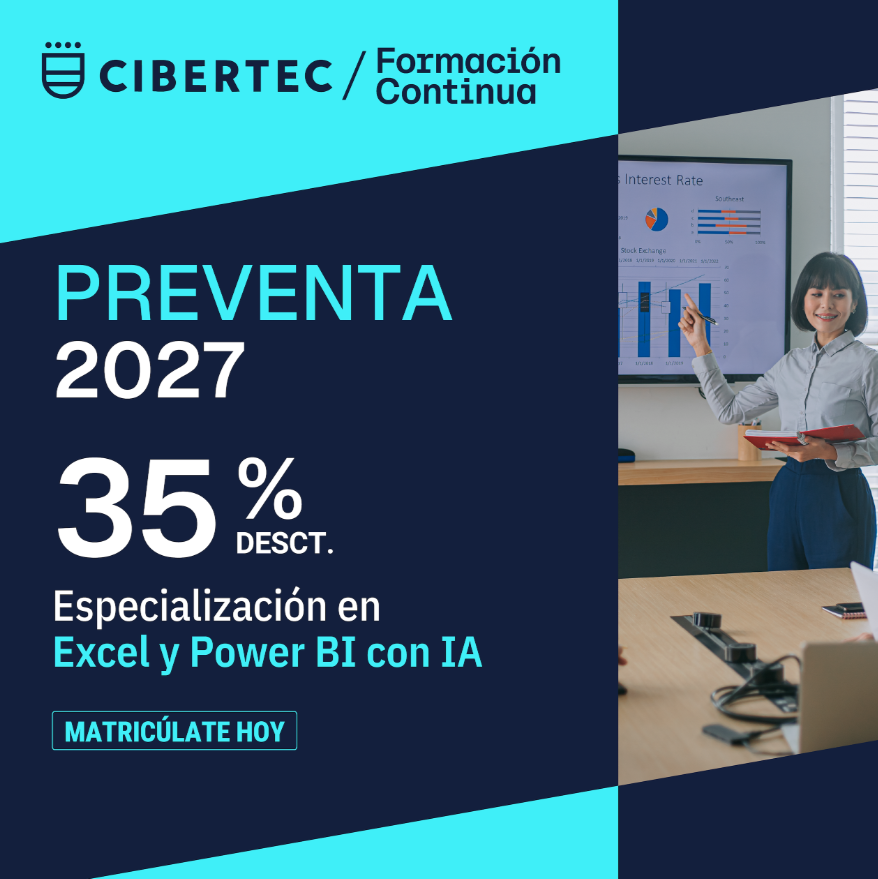 CIBERTEC / Formación
Continua
PREVENTA
2027
35 %
DESCT.
Especialización en
Excel y Power BI con IA
MATRICÚLATE HOY
s Interest Rate
Southeast
Stock Exchange